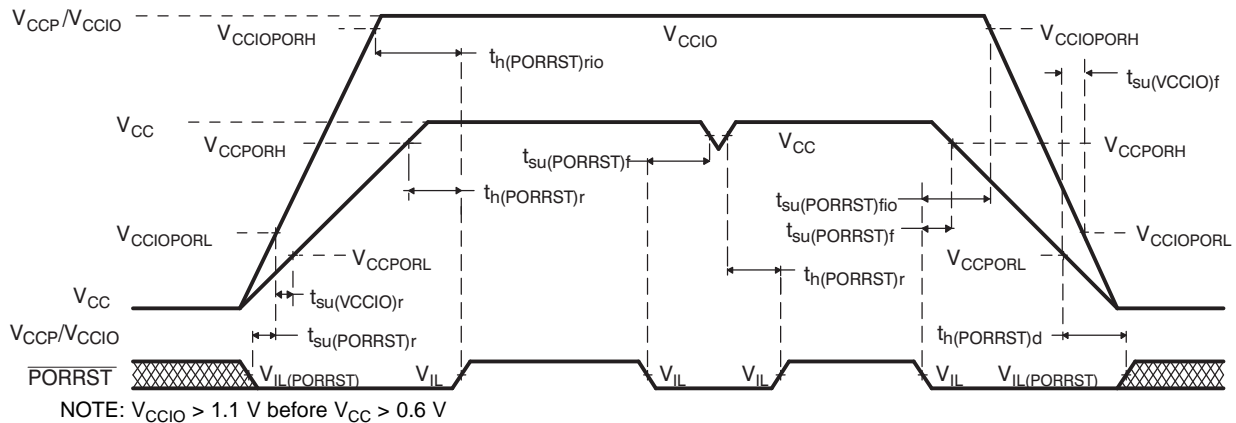 VCCP/VCCIO
VCCIOPORH
VCCIO
VCCIOPORH
th(PORRST)rio
tsu(VCCIO)f
VCC
VCCPORH
tsu(PORRST)f
VCC
VCCPORH
th(PORRST)r
tsu(PORRST)fio
tsu(PORRST)f
VCCIOPORL
VCCIOPORL
VCCPORL
VCCPORL
th(PORRST)r
VCC
tsu(VCCIO)r
VCCP/VCCIO
tsu(PORRST)r
th(PORRST)d
PORRST
VIL(PORRST)
VIL
VIL
VIL
VIL
VIL(PORRST)
NOTE: VCCIO > 1.1 V before VCC > 0.6 V